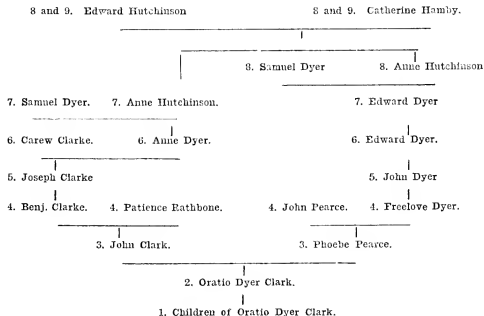 8 and 9. Edward Hutchinson 8 and 9. Catherine Hamby.
8. Samuel Dyer 8. Anne Hutchinson
7. Samuel Dyer. 7. Anne Hutchinson. 7. Edward Dyer
6. Carew Clarke. 6. Anne Dyer. 6. Edward Dyer.
5. Joseph Clarke 5. John Dyer
4. Benj. Clarke. 4. Patience Rathbone. 4. John Pearce. 4. Freelove Dyer.
3. John Clark. 3. Phoebe Pearce.
2. Oratio Dyer Clark.
1. Children of Oratio Dyer Clark.